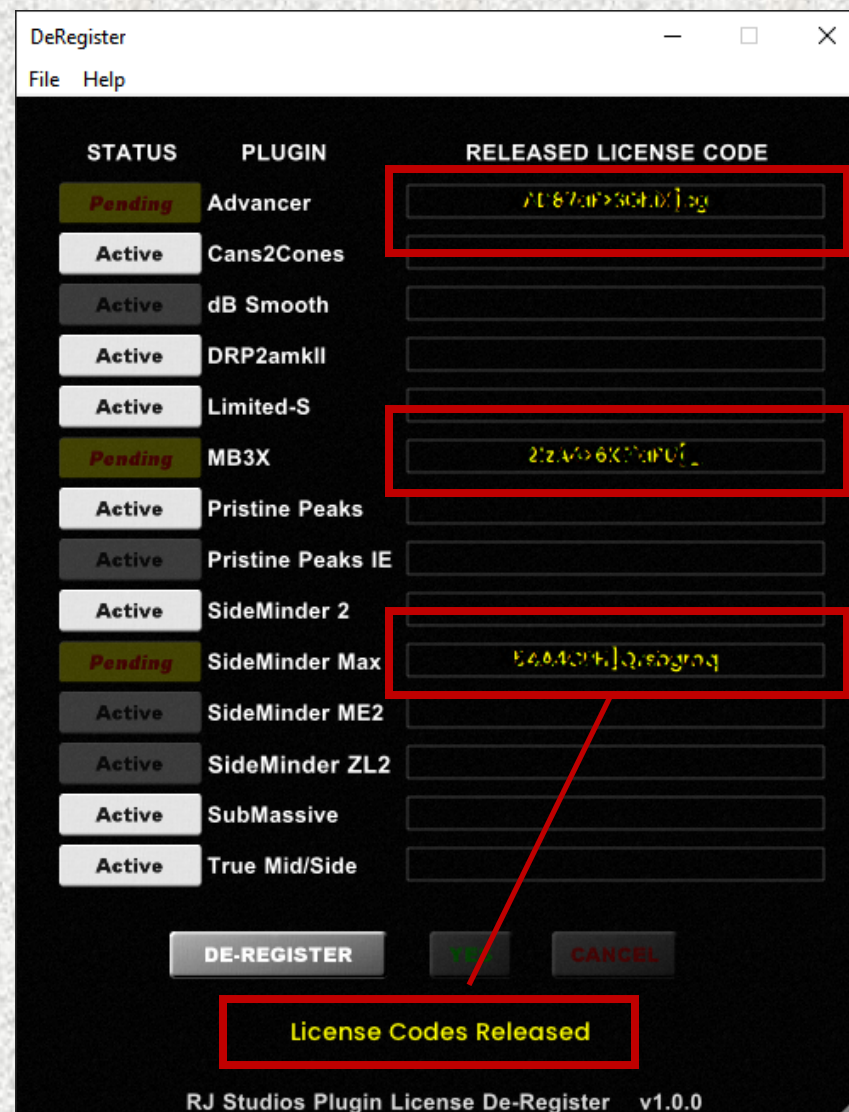 DeRegister
File Help
STATUS PLUGIN RELEASED LICENSE CODE
Pending Advancer
Active Cans2Cones
Active dB Smooth
Active DRP2amkII
Active Limited-S
Pending MB3X
Active Pristine Peaks
Active Pristine Peaks IE
Active SideMinder 2
Pending SideMinder Max
Active SideMinder ME2
Active SideMinder ZL2
Active SubMassive
Active True Mid/Side
DE-REGISTER YES CANCEL
License Codes Released
RJ Studios Plugin License De-Register v1.0.0